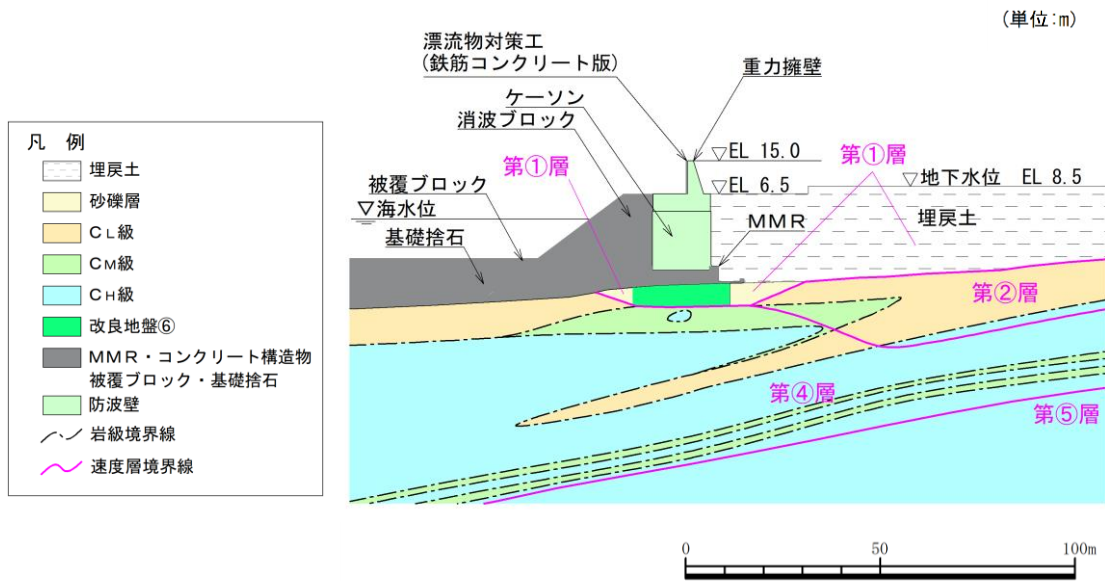 (単位:m)
漂流物対策工
(鉄筋コンクリート版)
重力擁壁
ケーソン
消波ブロック
第①層
▽EL 15.0
第①層
被覆ブロック
▽EL 6.5
▽地下水位 EL 8.5
▽海水位
MMR
埋戻土
基礎捨石
第②層
第④層
第⑤層
凡 例
埋戻土
砂礫層
CL級
CM級
CH級
改良地盤⑥
MMR・コンクリート構造物
被覆ブロック・基礎捨石
防波壁
岩級境界線
速度層境界線
0 50 100m